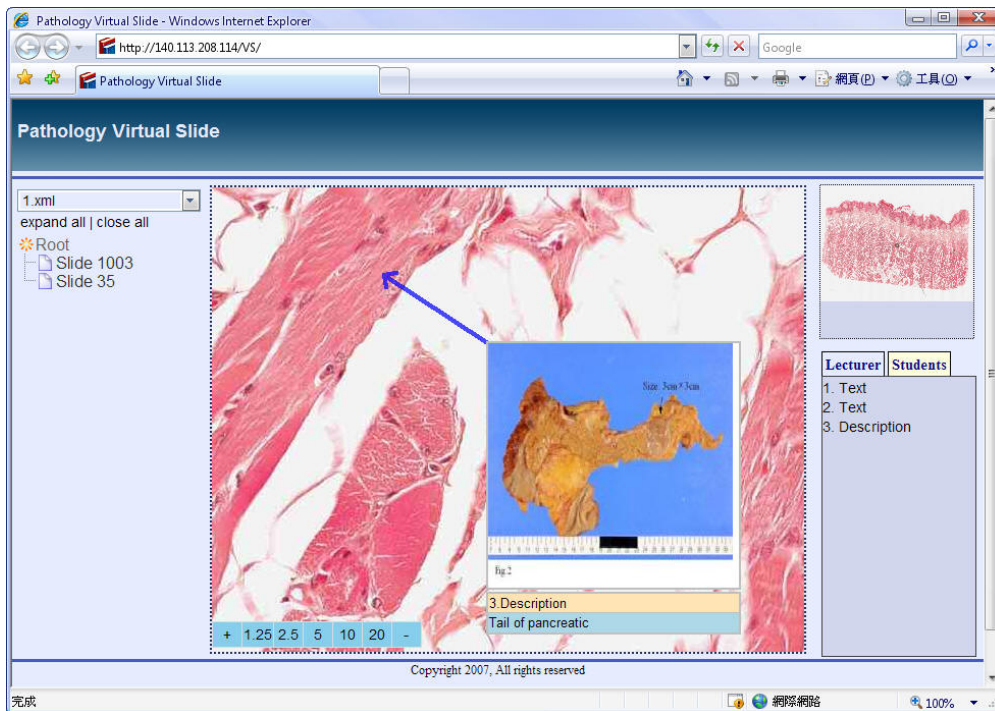 Pathology Virtual Slide - Windows Internet Explorer
http://140.113.208.114/VS/
Google
Pathology Virtual Slide
網頁(P)
工具(O)
Pathology Virtual Slide
1.xml
expand all | close all
Root
Slide 1003
Slide 35
Size: 3cm * 3cm
fig 2
3.Description
Tail of pancreatic
+ 1.25 2.5 5 10 20 -
Lecturer Students
1. Text
2. Text
3. Description
Copyright 2007, All rights reserved
完成
網際網路
100%